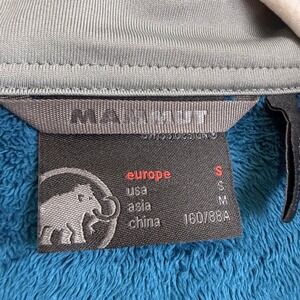 MAMMUT
europe S
usa S
asia M
china 160/88A